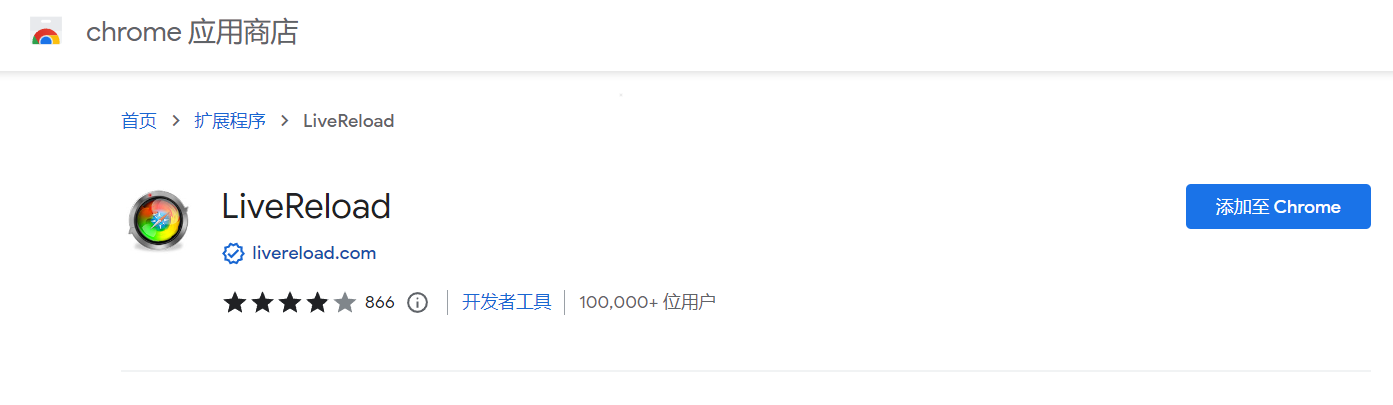 chrome 应用商店
首页 > 扩展程序 > LiveReload
LiveReload
添加至 Chrome
livereload.com
866 开发者工具 100,000+ 位用户